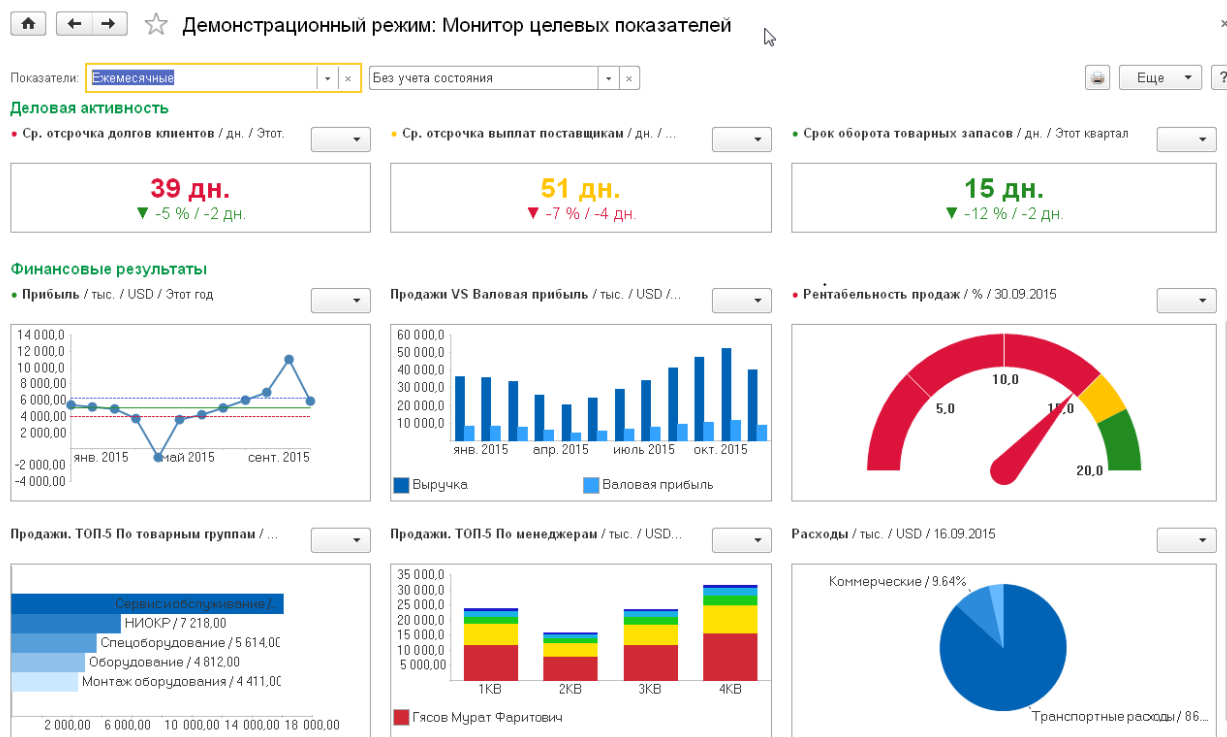 Демонстрационный режим: Монитор целевых показателей
×
Показатели: Ежемесячные × Без учета состояния × Еще ?
Деловая активность
Ср. отсрочка долгов клиентов / дн. / Этот.
Ср. отсрочка выплат поставщикам / дн. / ...
Срок оборота товарных запасов / дн. / Этот квартал
39 дн.
▼ -5 % / -2 дн.
51 дн.
▼ -7 % / -4 дн.
15 дн.
▼ -12 % / -2 дн.
Финансовые результаты
Прибыль / тыс. / USD / Этот год
Продажи VS Валовая прибыль / тыс. / USD /...
Рентабельность продаж / % / 30.09.2015
14 000,0
12 000,0
10 000,0
8 000,00
6 000,00
4 000,00
2 000,00
-2 000,00
-4 000,00
янв. 2015 май 2015 сент. 2015
60 000,0
50 000,0
40 000,0
30 000,0
20 000,0
10 000,0
янв. 2015 апр. 2015 июль 2015 окт. 2015
Выручка Валовая прибыль
5,0
10,0
15,0
20,0
Продажи. ТОП-5 По товарным группам / ...
Продажи. ТОП-5 По менеджерам / тыс. / USD...
Расходы / тыс. / USD / 16.09.2015
Сервис и обслуживание /...
НИОКР / 7 218,00
Спецоборудование / 5 614,00
Оборудование / 4 812,00
Монтаж оборудования / 4 411,00
2 000,00 6 000,00 10 000,00 14 000,00 18 000,00
35 000,0
30 000,0
25 000,0
20 000,0
15 000,0
10 000,0
5 000,00
1КВ 2КВ 3КВ 4КВ
Гясов Мурат Фаритович
Коммерческие / 9.64%
Транспортные расходы / 86....